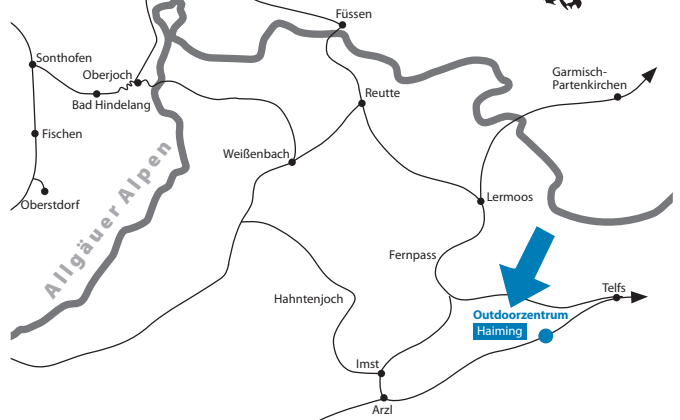 Füssen
Sonthofen
Oberjoch
Bad Hindelang
Garmisch-
Partenkirchen
Reutte
Fischen
Weißenbach
Allgäuer Alpen
Oberstdorf
Lermoos
Fernpass
Hahntenjoch
Telfs
Outdoorzentrum
Haiming
Imst
Arzl